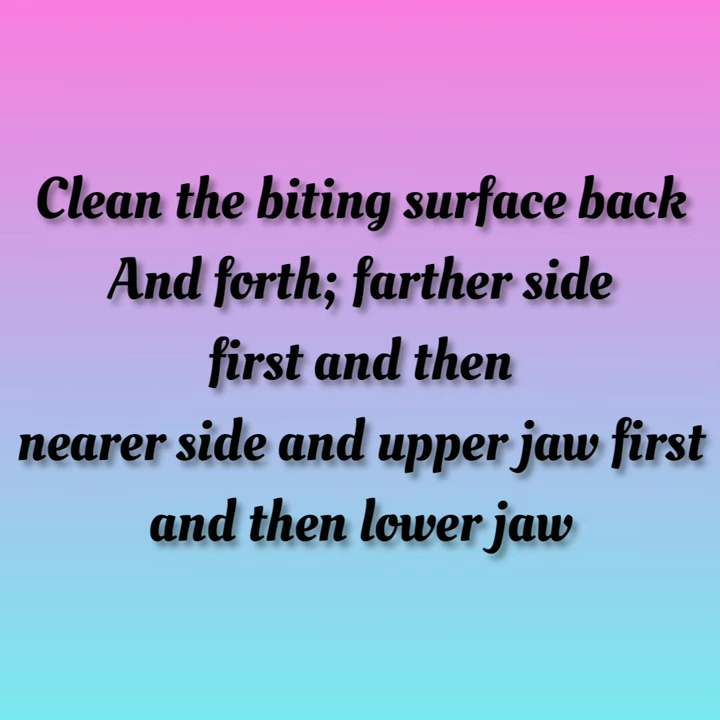 Clean the biting surface back
And forth; farther side
first and then
nearer side and upper jaw first
and then lower jaw